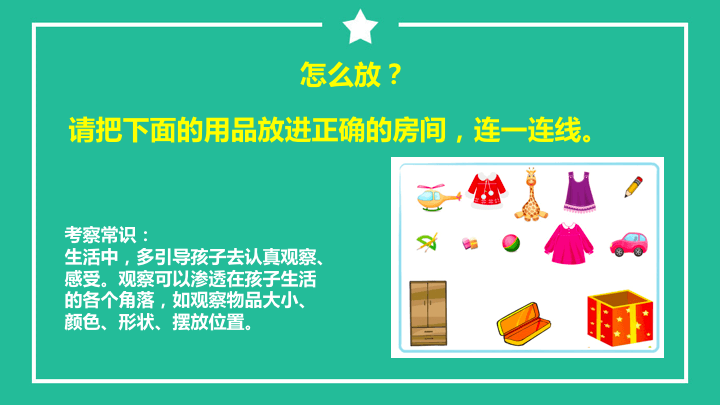 怎么放？
请把下面的用品放进正确的房间，连一连线。
考察常识：
生活中，多引导孩子去认真观察、
感受。观察可以渗透在孩子生活
的各个角落，如观察物品大小、
颜色、形状、摆放位置。